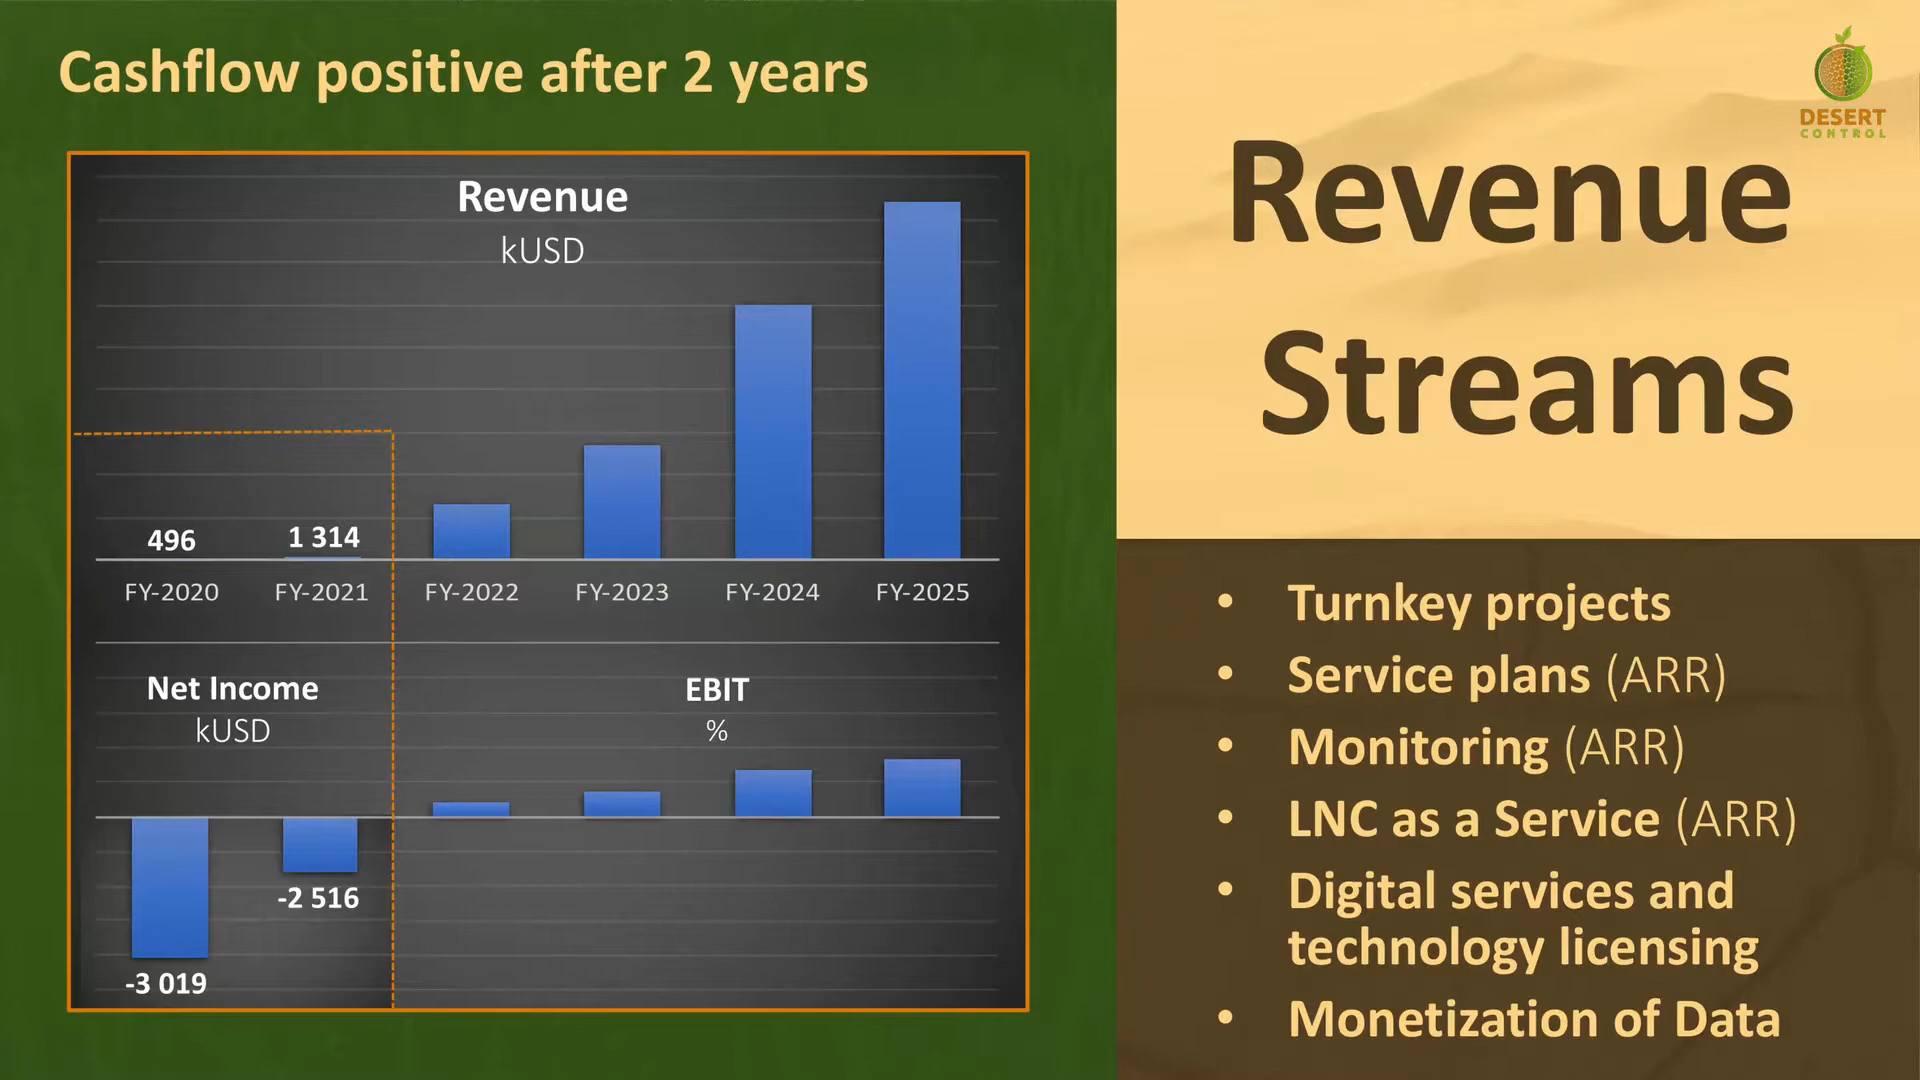 Cashflow positive after 2 years
Revenue
kUSD
496
1 314
FY-2020
FY-2021
FY-2022
FY-2023
FY-2024
FY-2025
Net Income
kUSD
EBIT
%
-2 516
-3 019
DESERT
CONTROL
Revenue
Streams
• Turnkey projects
• Service plans (ARR)
• Monitoring (ARR)
• LNC as a Service (ARR)
• Digital services and
technology licensing
• Monetization of Data